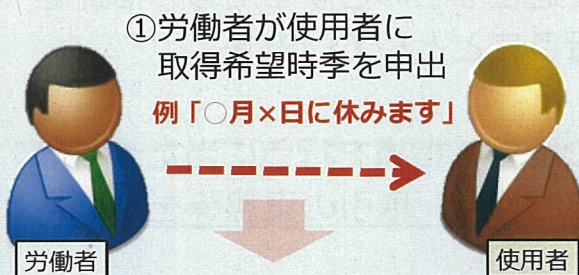 ①労働者が使用者に
取得希望時季を申出
例「○月×日に休みます」
労働者
使用者